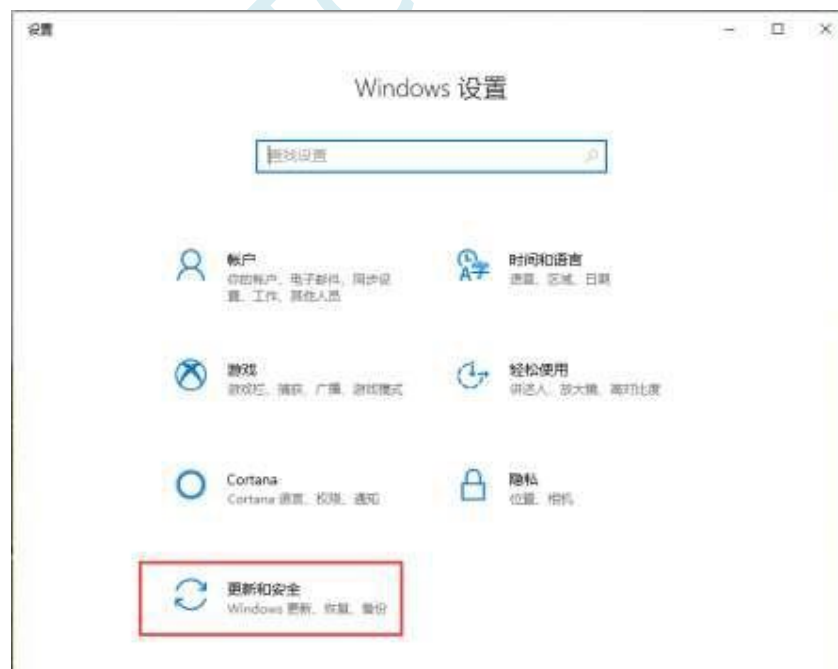 设置
Windows 设置
查找设置
帐户
你的帐户、电子邮件、同步设
置、工作、其他人员
时间和语言
语音、区域、日期
游戏
游戏栏、捕获、广播、游戏模式
轻松使用
讲述人、放大镜、高对比度
Cortana
Cortana 语言、权限、通知
隐私
位置、相机
更新和安全
Windows 更新、恢复、备份